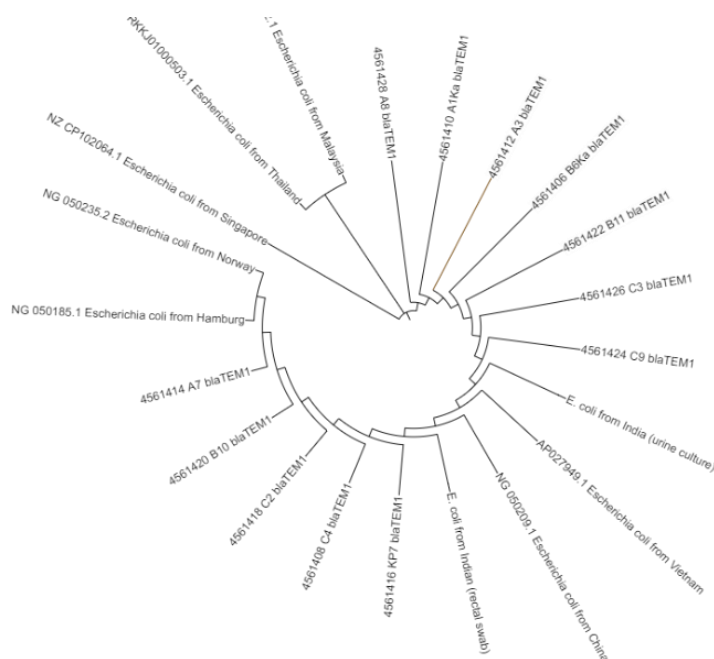 RKKJ01000503.1 Escherichia coli from Thailand
.1 Escherichia coli from Malaysia
4561428 A8 blaTEM1
4561410 A1Ka blaTEM1
4561412 A3 blaTEM1
4561406 B6Ka blaTEM1
4561422 B11 blaTEM1
4561426 C3 blaTEM1
4561424 C9 blaTEM1
E. coli from India (urine culture)
AP027949.1 Escherichia coli from Vietnam
NG 050209.1 Escherichia coli from China
E. coli from Indian (rectal swab)
4561416 KP7 blaTEM1
4561408 C4 blaTEM1
4561418 C2 blaTEM1
4561420 B10 blaTEM1
4561414 A7 blaTEM1
NG 050185.1 Escherichia coli from Hamburg
NG 050235.2 Escherichia coli from Norway
NZ CP102064.1 Escherichia coli from Singapore